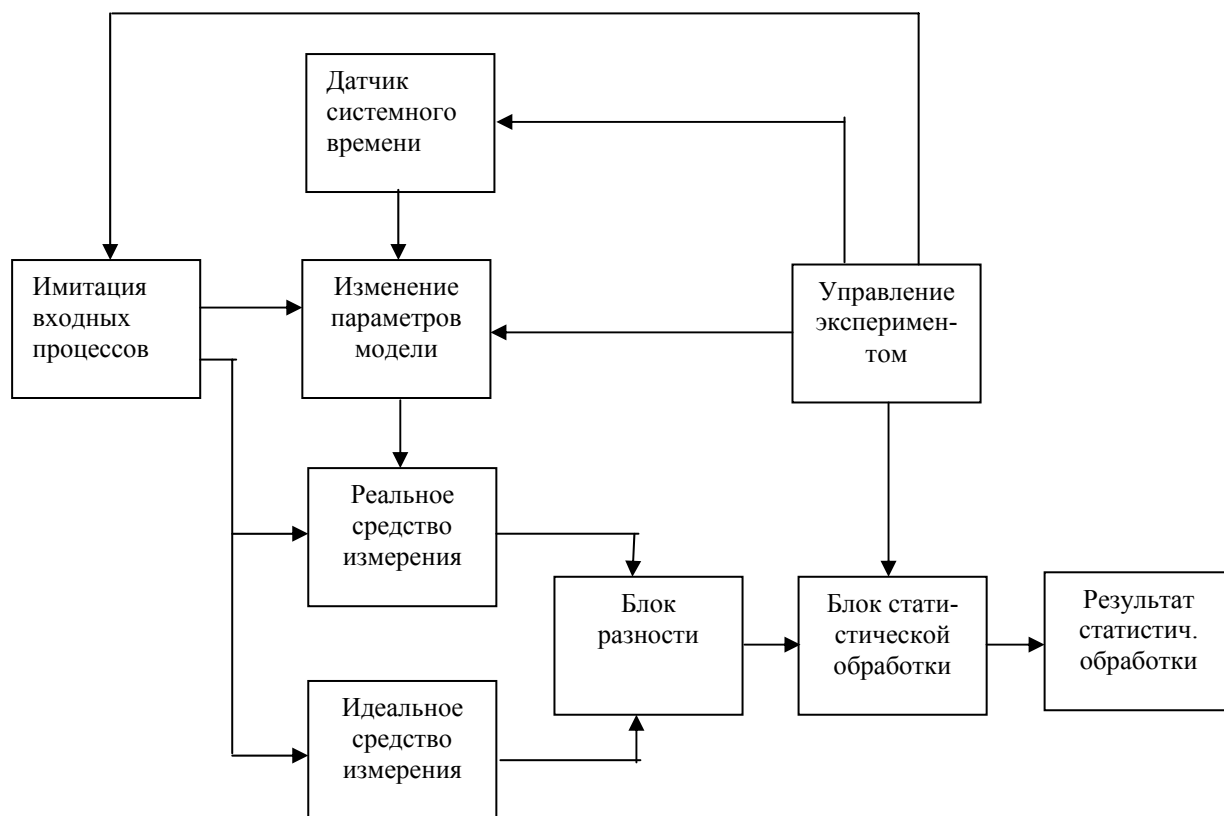 Датчик
системного
времени
Имитация
входных
процессов
Изменение
параметров
модели
Управление
эксперимен-
том
Реальное
средство
измерения
Блок
разности
Блок стати-
стической
обработки
Результат
статистич.
обработки
Идеальное
средство
измерения